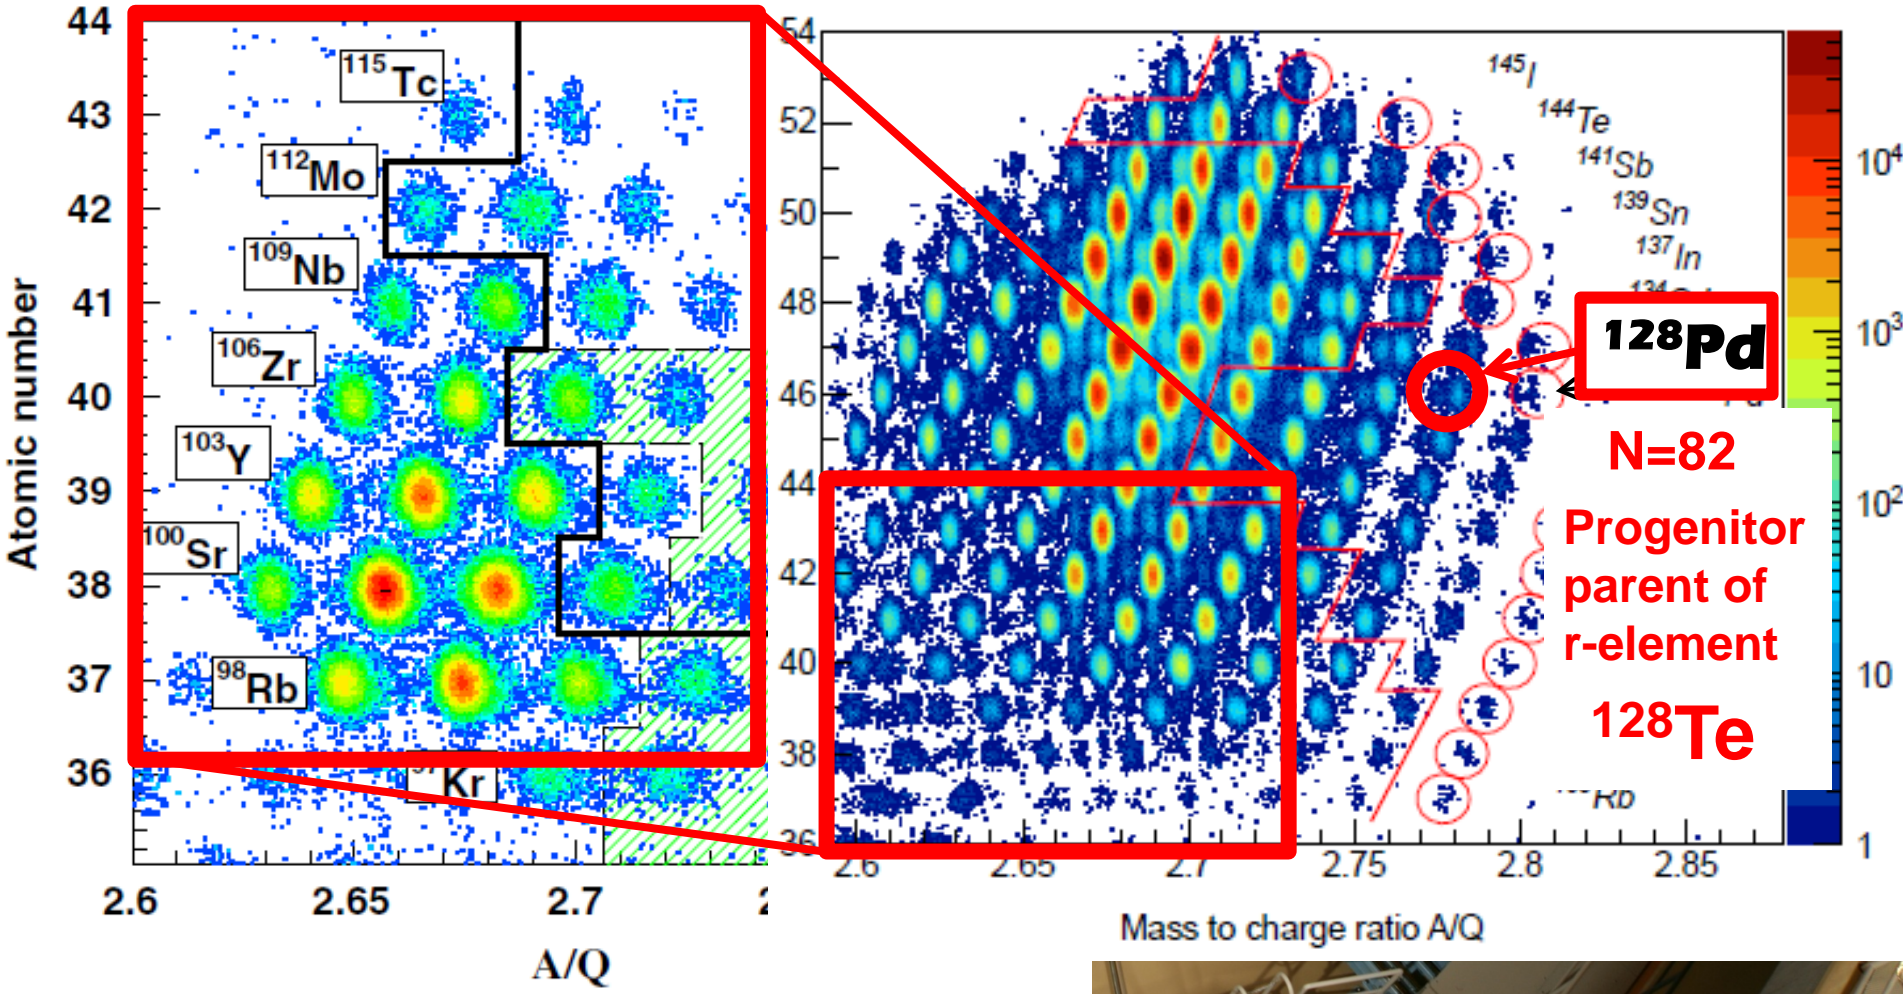 44
43
42
41
40
39
38
37
36
Atomic number
115Tc
112Mo
109Nb
106Zr
103Y
100Sr
98Rb
Kr
2.6
2.65
2.7
A/Q
54
52
50
48
46
44
42
40
38
36
2.6
2.65
2.7
2.75
2.8
2.85
Mass to charge ratio A/Q
145I
144Te
141Sb
139Sn
137In
128Pd
N=82
Progenitor
parent of
r-element
128Te
Rb
10⁴
10³
10²
10
1